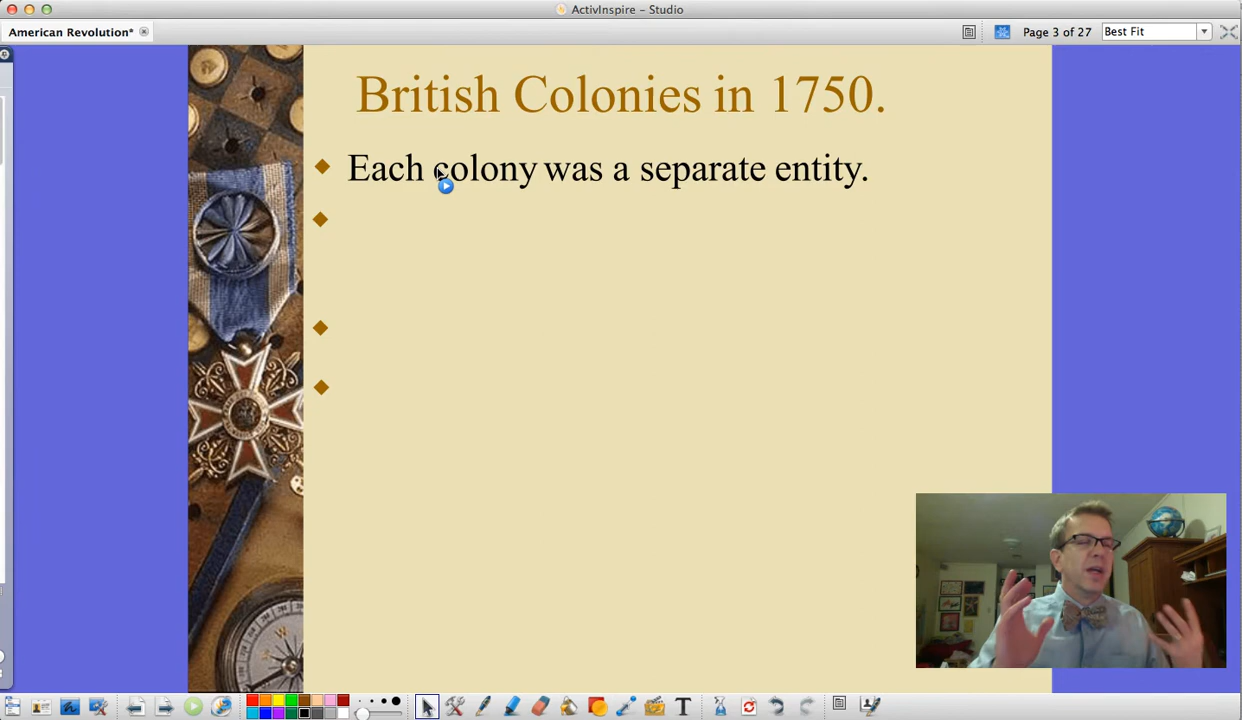 ActivInspire – Studio
American Revolution*
Page 3 of 27
Best Fit
British Colonies in 1750.
Each colony was a separate entity.
T